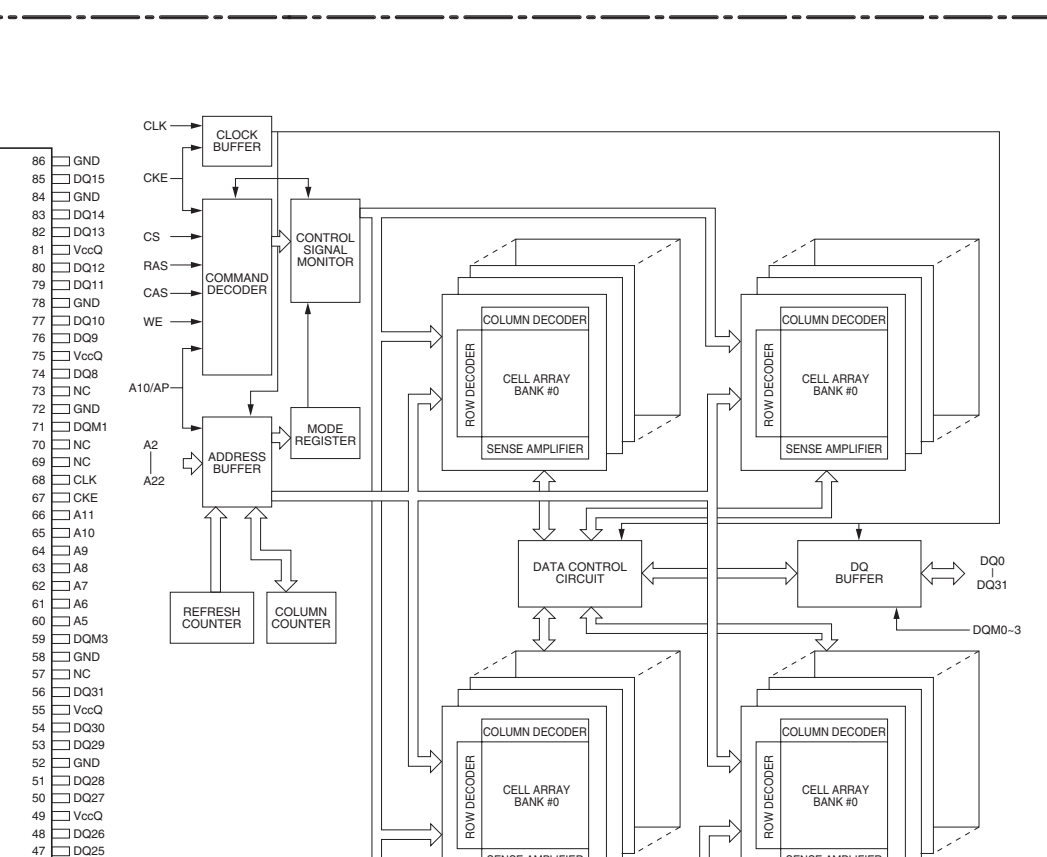 86 GND
85 DQ15
84 GND
83 DQ14
82 DQ13
81 VccQ
80 DQ12
79 DQ11
78 GND
77 DQ10
76 DQ9
75 VccQ
74 DQ8
73 NC
72 GND
71 DQM1
70 NC
69 NC
68 CLK
67 CKE
66 A11
65 A10
64 A9
63 A8
62 A7
61 A6
60 A5
59 DQM3
58 GND
57 NC
56 DQ31
55 VccQ
54 DQ30
53 DQ29
52 GND
51 DQ28
50 DQ27
49 VccQ
48 DQ26
47 DQ25
CLK
CKE
CS
RAS
CAS
WE
A10/AP
A2
A22
CLOCK
BUFFER
COMMAND
DECODER
CONTROL
SIGNAL
MONITOR
ADDRESS
BUFFER
MODE
REGISTER
REFRESH
COUNTER
COLUMN
COUNTER
COLUMN DECODER
ROW DECODER
CELL ARRAY
BANK #0
SENSE AMPLIFIER
COLUMN DECODER
ROW DECODER
CELL ARRAY
BANK #0
SENSE AMPLIFIER
DATA CONTROL
CIRCUIT
DQ
BUFFER
DQ0
DQ31
DQM0~3
COLUMN DECODER
ROW DECODER
CELL ARRAY
BANK #0
SENSE AMPLIFIER
COLUMN DECODER
ROW DECODER
CELL ARRAY
BANK #0
SENSE AMPLIFIER